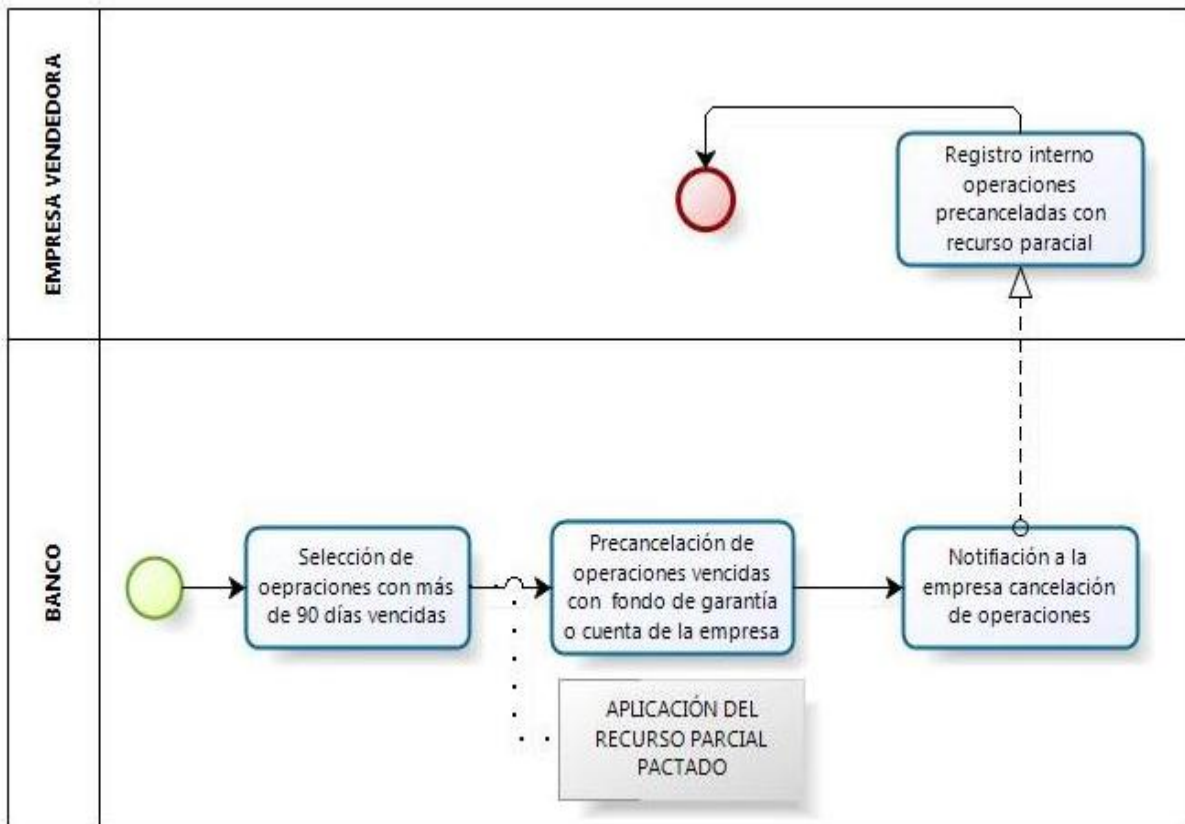 EMPRESA VENDEDORA
Registro interno
operaciones
precanceladas con
recurso paracial
BANCO
Selección de
oepraciones con más
de 90 días vencidas
Precancelación de
operaciones vencidas
con fondo de garantía
o cuenta de la empresa
Notifiación a la
empresa cancelación
de operaciones
APLICACIÓN DEL
RECURSO PARCIAL
PACTADO